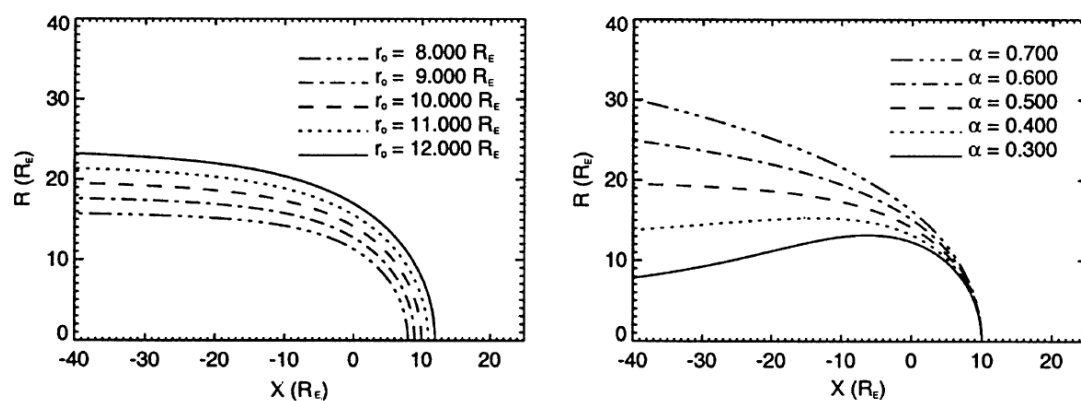 40
30
20
10
0
R (R_E)
-40 -30 -20 -10 0 10 20
X (R_E)
r_o = 8.000 R_E
r_o = 9.000 R_E
r_o = 10.000 R_E
r_o = 11.000 R_E
r_o = 12.000 R_E
40
30
20
10
0
R (R_E)
-40 -30 -20 -10 0 10 20
X (R_E)
α = 0.700
α = 0.600
α = 0.500
α = 0.400
α = 0.300